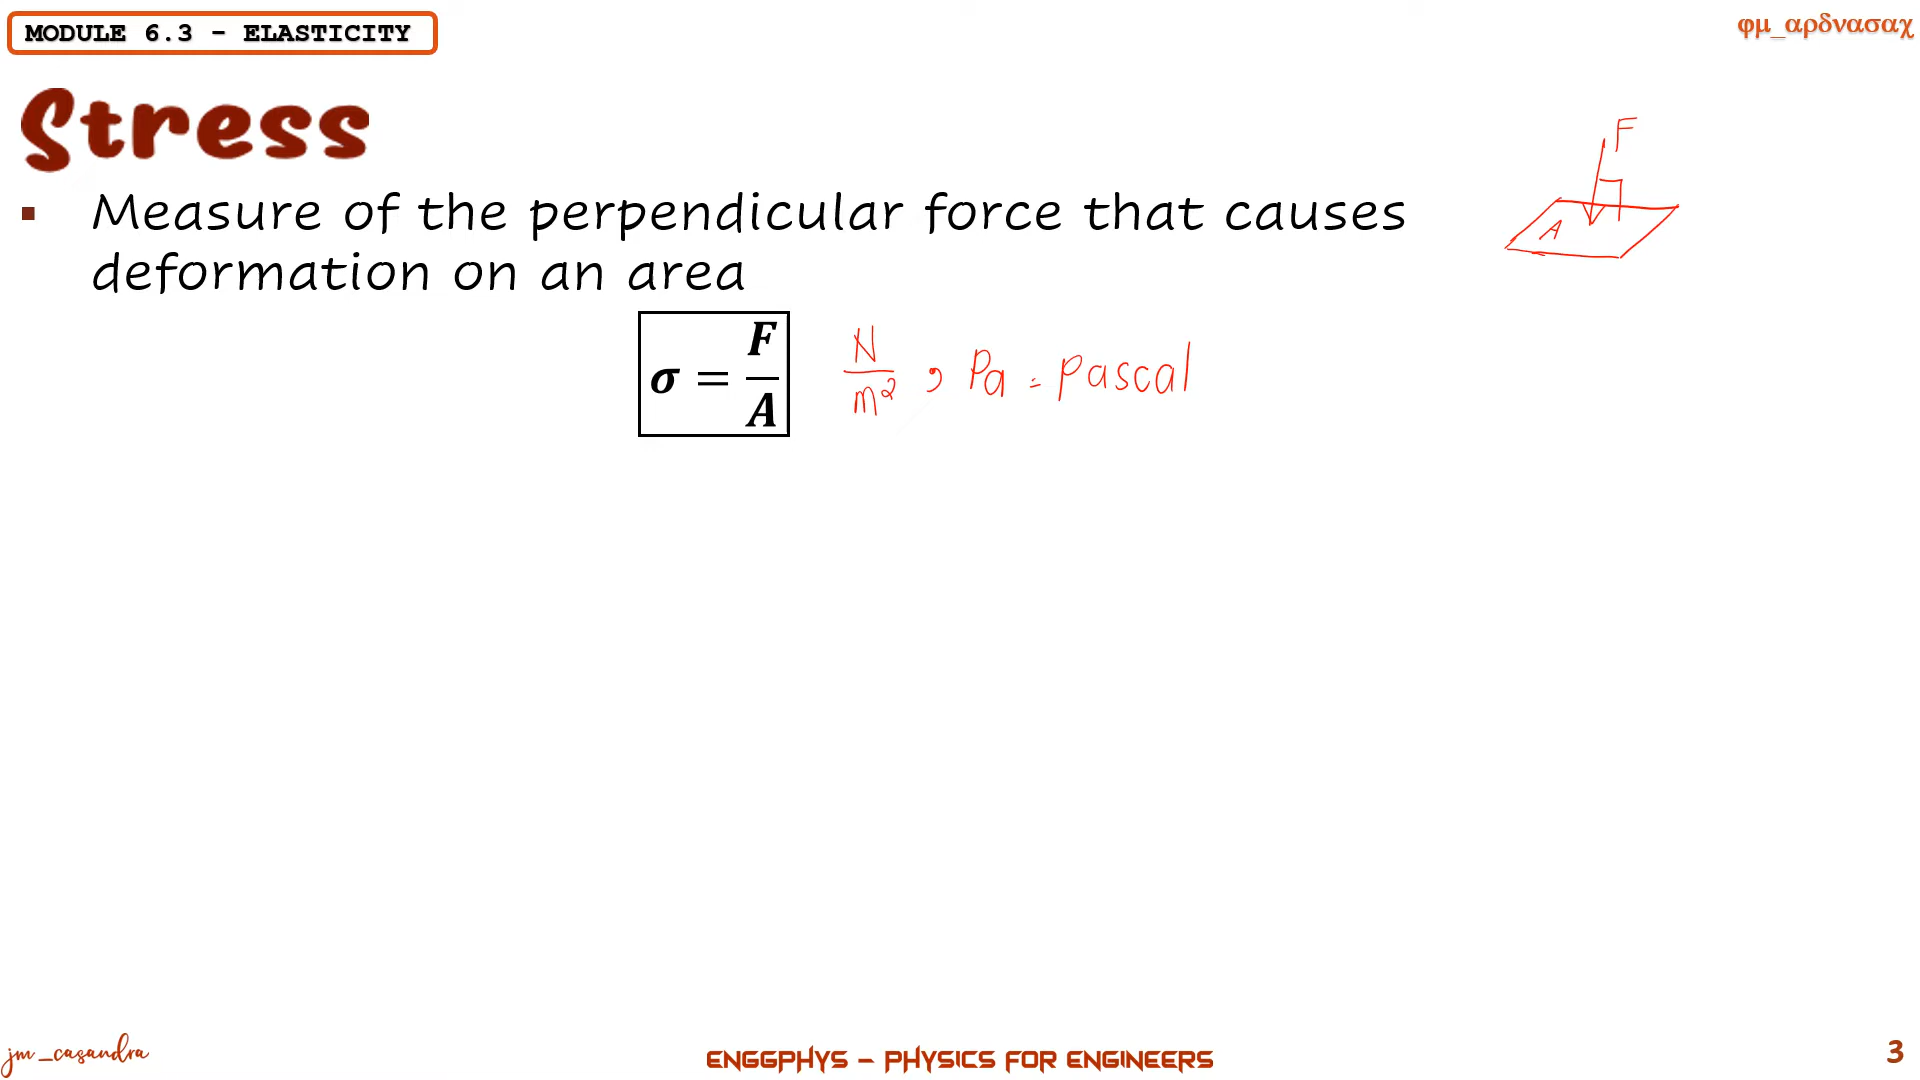 MODULE 6.3 - ELASTICITY
φμ_αρδνασαχ
Stress
▪ Measure of the perpendicular force that causes
deformation on an area
F
A
σ = F/A
N/m² , Pa = Pascal
jm_casandra
ENGGPHYS – PHYSICS FOR ENGINEERS
3